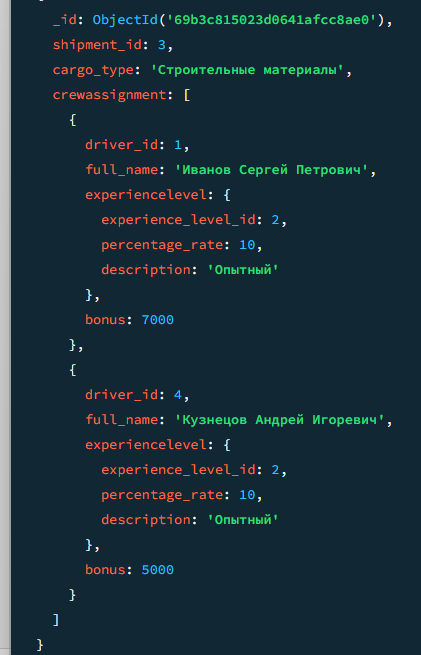 _id: ObjectId('69b3c815023d0641afcc8ae0'),
shipment_id: 3,
cargo_type: 'Строительные материалы',
crewassignment: [
{
driver_id: 1,
full_name: 'Иванов Сергей Петрович',
experiencelevel: {
experience_level_id: 2,
percentage_rate: 10,
description: 'Опытный'
},
bonus: 7000
},
{
driver_id: 4,
full_name: 'Кузнецов Андрей Игоревич',
experiencelevel: {
experience_level_id: 2,
percentage_rate: 10,
description: 'Опытный'
},
bonus: 5000
}
]
}